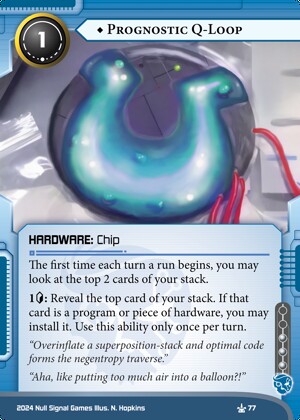 1
♦ Prognostic Q-Loop
HARDWARE: Chip
The first time each turn a run begins, you may
look at the top 2 cards of your stack.
1: Reveal the top card of your stack. If that
card is a program or piece of hardware, you may
install it. Use this ability only once per turn.
“Overinflate a superposition-stack and optimal code
forms the negentropy traverse.”
“Aha, like putting too much air into a balloon?!”
2024 Null Signal Games Illus. N. Hopkins
77